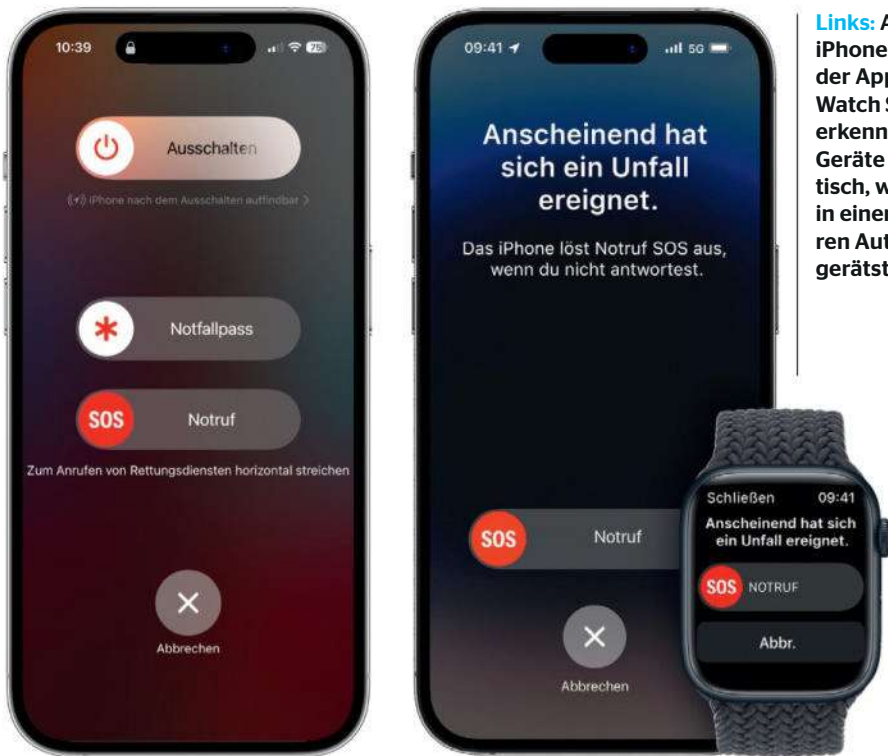 10:39
75
Ausschalten
iPhone nach dem Ausschalten auffindbar >
Notfallpass
SOS Notruf
Zum Anrufen von Rettungsdiensten horizontal streichen
Abbrechen
09:41 5G
Anscheinend hat
sich ein Unfall
ereignet.
Das iPhone löst Notruf SOS aus,
wenn du nicht antwortest.
SOS Notruf
Abbrechen
Schließen 09:41
Anscheinend hat sich
ein Unfall ereignet.
SOS NOTRUF
Abbr.
Links: A
iPhone
der App
Watch S
erkenn
Geräte
tisch, w
in einer
ren Aut
gerätst